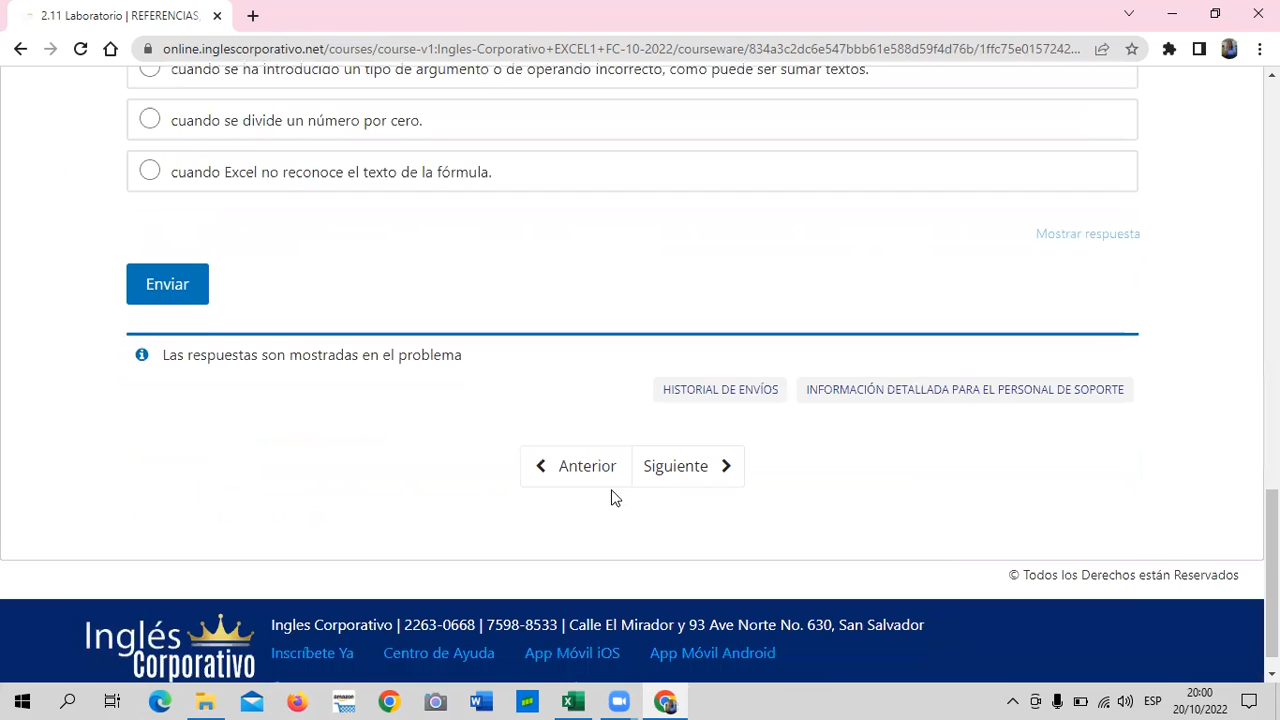 2.11 Laboratorio | REFERENCIAS,
online.inglescorporativo.net/courses/course-v1:Ingles-Corporativo+EXCEL1+FC-10-2022/courseware/834a3c2dc6e547bbb61e588d59f4d76b/1ffc75e0157242...
cuando se ha introducido un tipo de argumento o de operando incorrecto, como puede ser sumar textos.
cuando se divide un número por cero.
cuando Excel no reconoce el texto de la fórmula.
Mostrar respuesta
Enviar
Las respuestas son mostradas en el problema
HISTORIAL DE ENVÍOS INFORMACIÓN DETALLADA PARA EL PERSONAL DE SOPORTE
Anterior Siguiente
© Todos los Derechos están Reservados
Inglés Corporativo
Ingles Corporativo | 2263-0668 | 7598-8533 | Calle El Mirador y 93 Ave Norte No. 630, San Salvador
Inscríbete Ya Centro de Ayuda App Móvil iOS App Móvil Android
amazon
ESP
20:00
20/10/2022